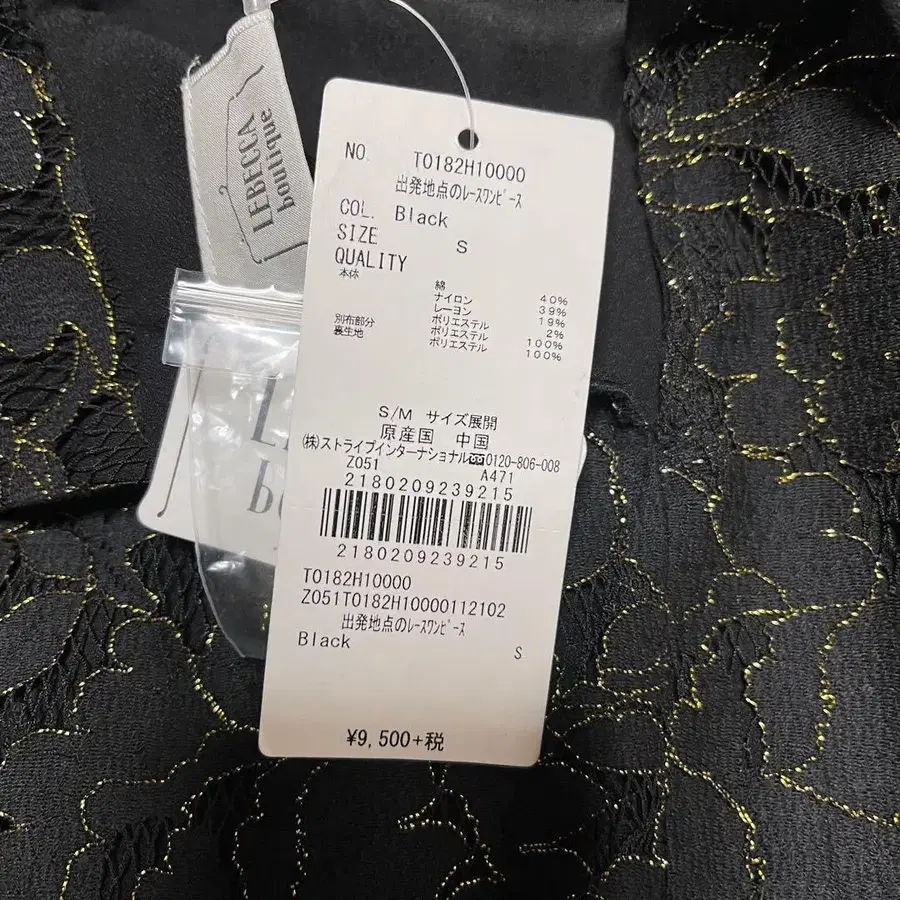 LEBECCA
boutique
NO. T0182H10000
出発地点のレースワンピース
COL. Black
SIZE S
QUALITY
本体 綿 40%
ナイロン 39%
レーヨン 19%
ポリエステル 2%
別布部分 ポリエステル 100%
裏生地 ポリエステル 100%
S/M サイズ展開
原産国 中国
(株)ストライプインターナショナル 0120-806-008
Z051 A471
2180209239215
2180209239215
T0182H10000
Z051T0182H10000112102
出発地点のレースワンピース
Black S
¥9,500+税